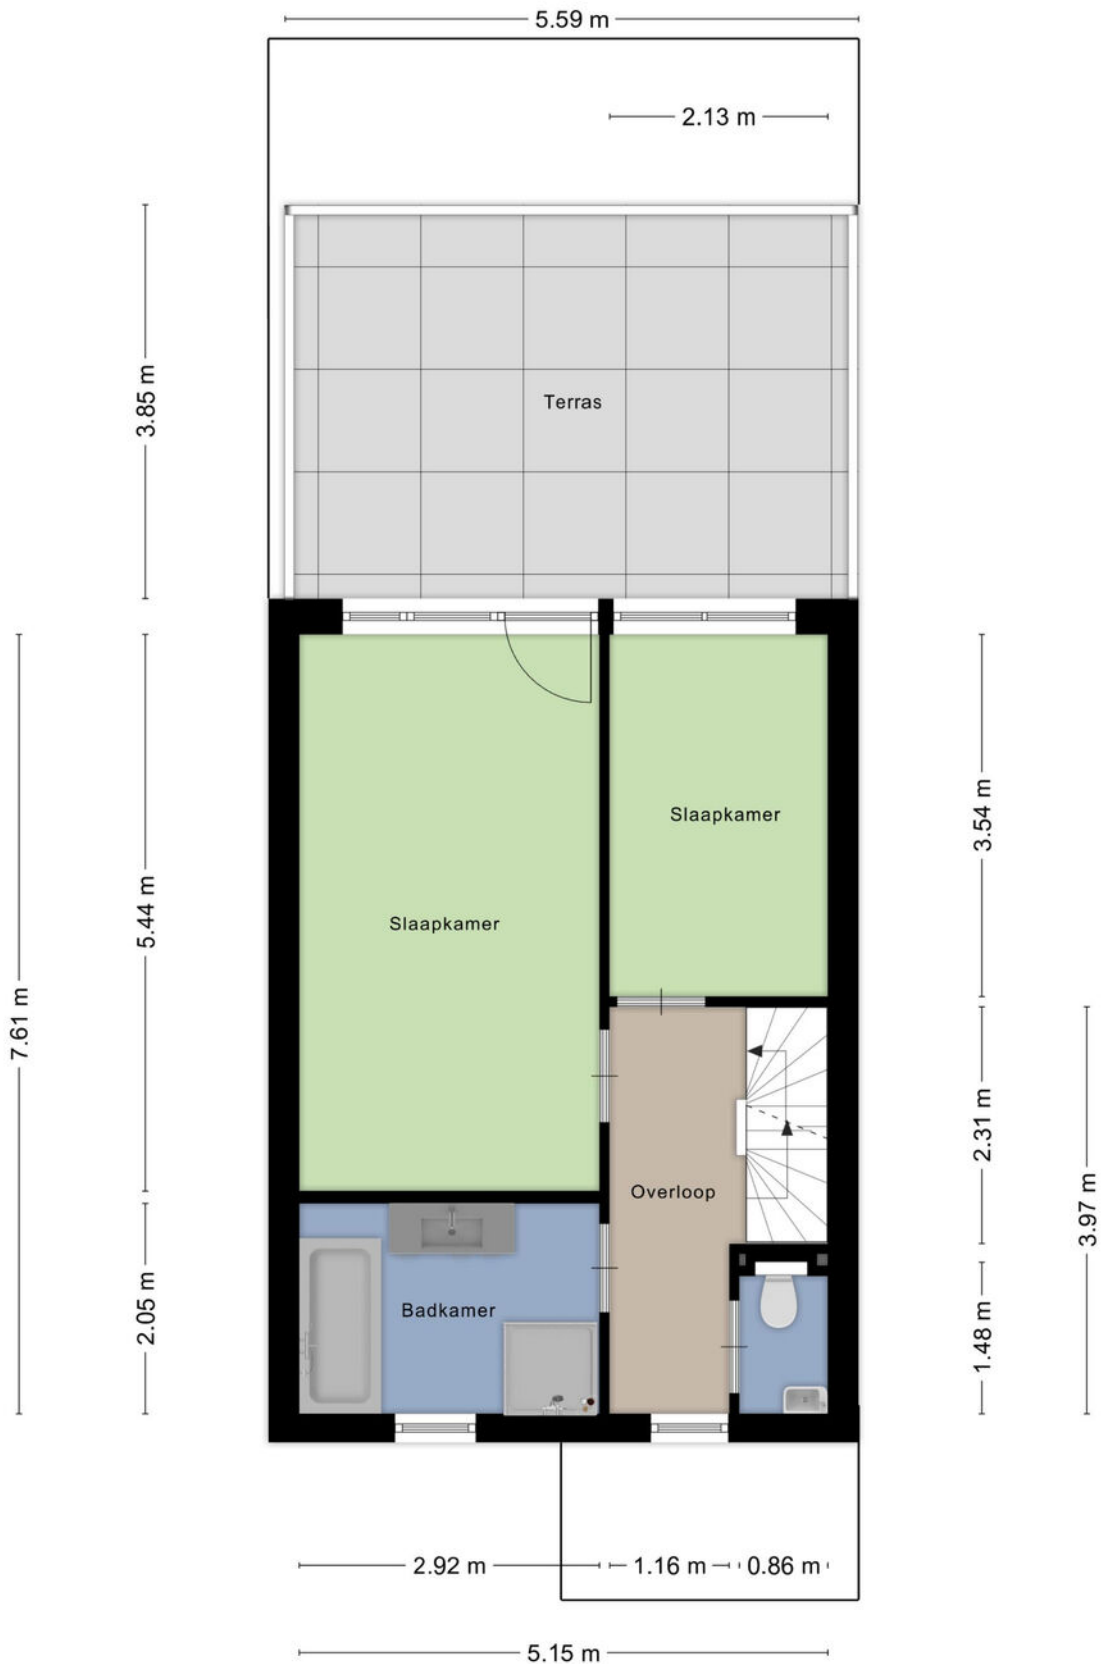 5.59 m
2.13 m
3.85 m
Terras
Slaapkamer
3.54 m
Slaapkamer
5.44 m
7.61 m
2.31 m
Overloop
3.97 m
Badkamer
2.05 m
1.48 m
2.92 m
1.16 m
0.86 m
5.15 m